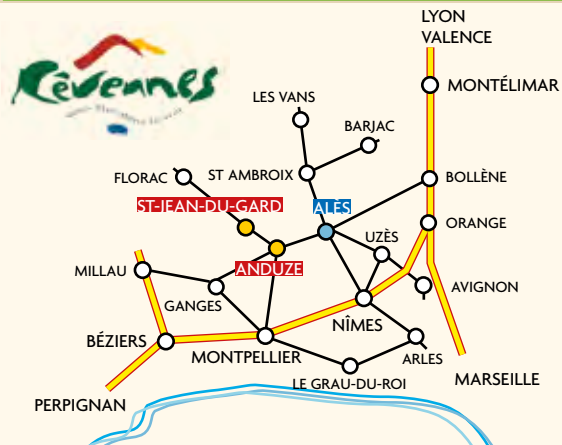 LYON
VALENCE
Cévennes
MONTÉLIMAR
LES VANS
BARJAC
FLORAC
ST AMBROIX
BOLLÈNE
ST-JEAN-DU-GARD
ALÈS
ORANGE
UZÈS
ANDUZE
MILLAU
GANGES
AVIGNON
NÎMES
BÉZIERS
MONTPELLIER
ARLES
LE GRAU-DU-ROI
MARSEILLE
PERPIGNAN